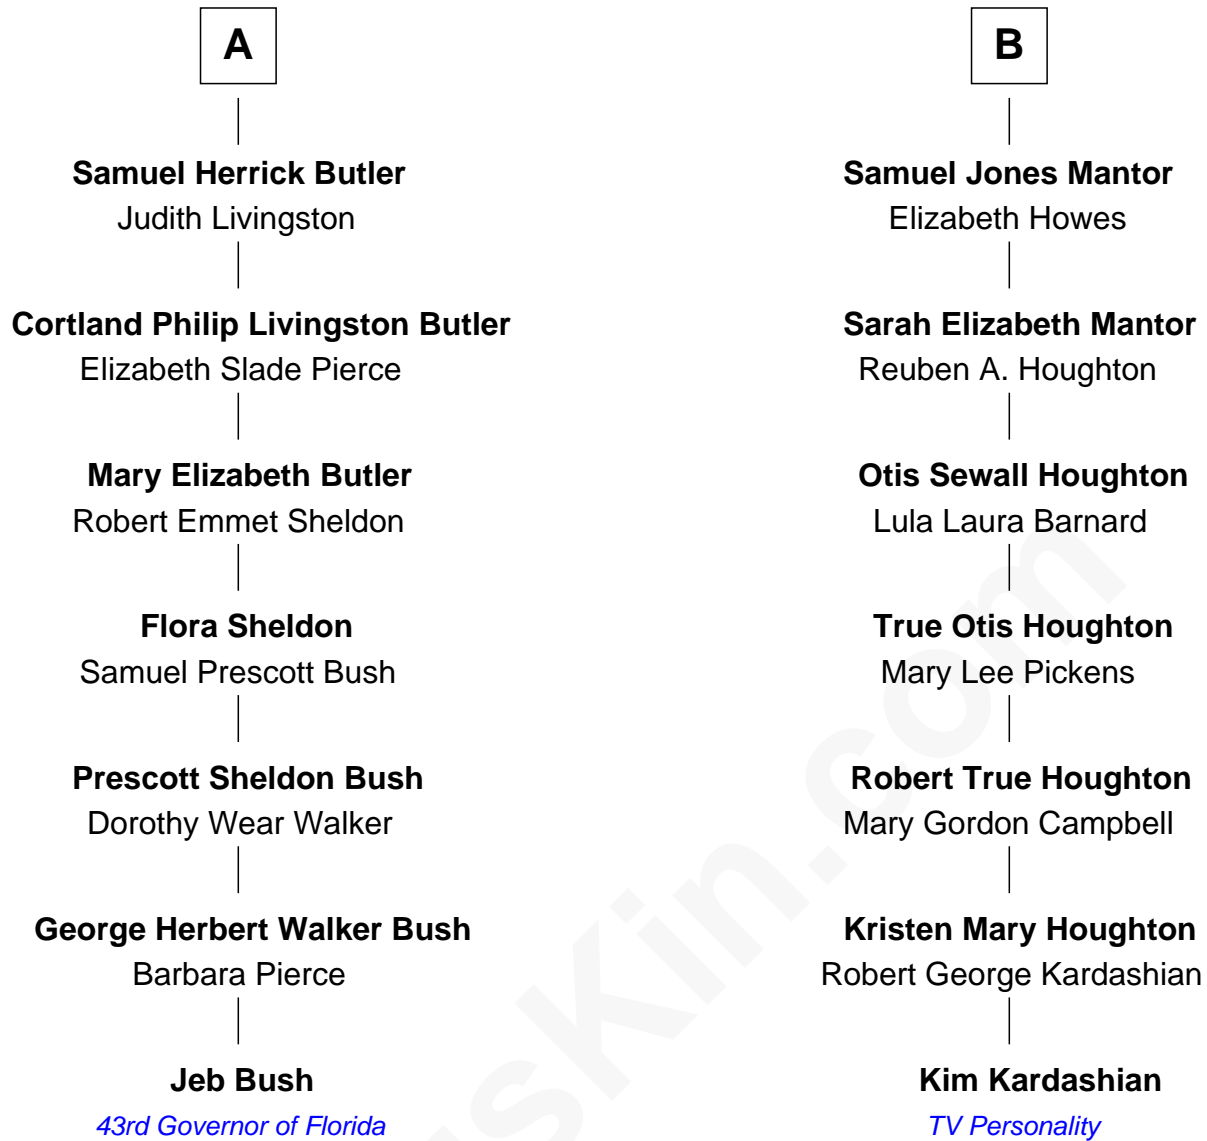 A
B
Samuel Herrick Butler
Judith Livingston
Samuel Jones Mantor
Elizabeth Howes
Cortland Philip Livingston Butler
Elizabeth Slade Pierce
Sarah Elizabeth Mantor
Reuben A. Houghton
Mary Elizabeth Butler
Robert Emmet Sheldon
Otis Sewall Houghton
Lula Laura Barnard
Flora Sheldon
Samuel Prescott Bush
True Otis Houghton
Mary Lee Pickens
Prescott Sheldon Bush
Dorothy Wear Walker
Robert True Houghton
Mary Gordon Campbell
George Herbert Walker Bush
Barbara Pierce
Kristen Mary Houghton
Robert George Kardashian
Jeb Bush
43rd Governor of Florida
Kim Kardashian
TV Personality
usKin.com